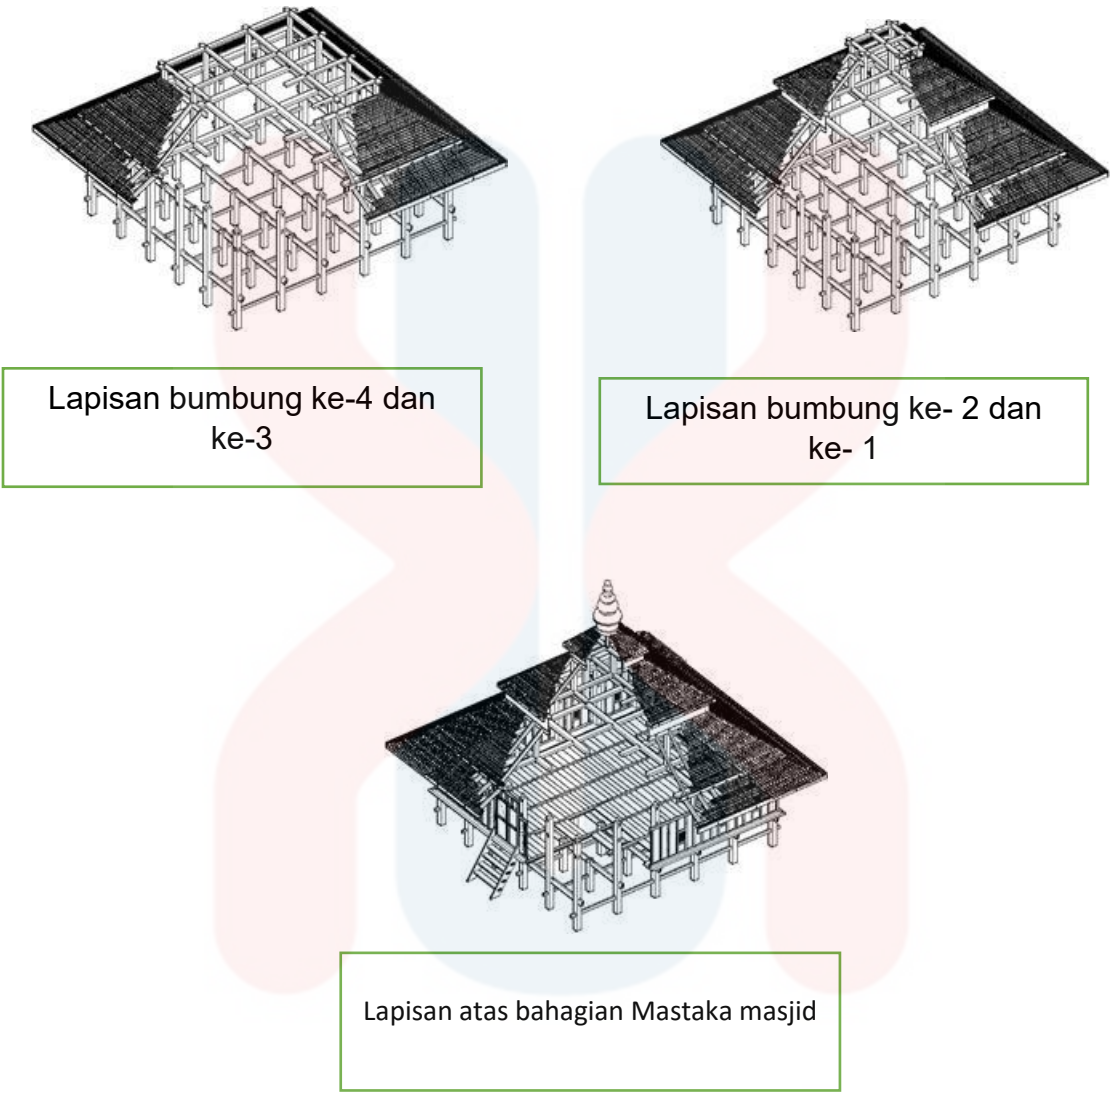 Lapisan bumbung ke-4 dan
ke-3
Lapisan bumbung ke- 2 dan
ke- 1
Lapisan atas bahagian Mastaka masjid